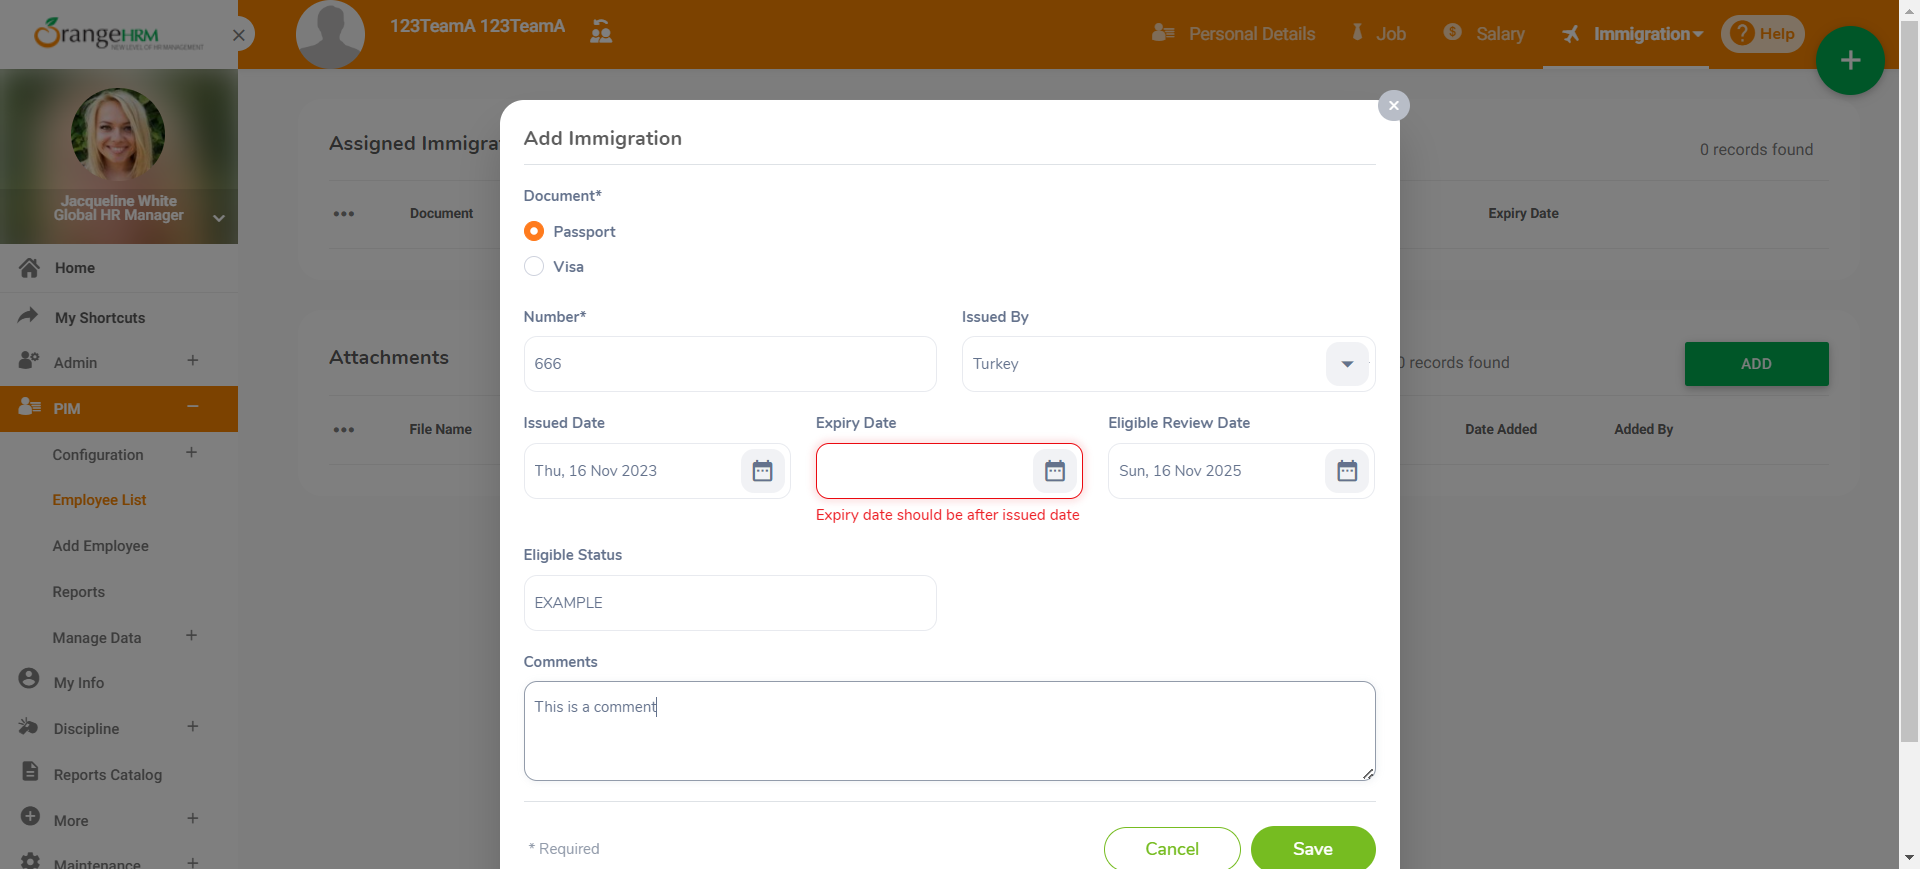 OrangeHRM
NEW LEVEL OF HR MANAGEMENT
123TeamA 123TeamA
Personal Details
Job
Salary
Immigration
Help
Jacqueline White
Global HR Manager
Home
My Shortcuts
Admin
PIM
Configuration
Employee List
Add Employee
Reports
Manage Data
My Info
Discipline
Reports Catalog
More
Maintenance
Assigned Immigra
0 records found
Document
Expiry Date
Attachments
0 records found
ADD
File Name
Date Added
Added By
Add Immigration
Document*
Passport
Visa
Number*
Issued By
666
Turkey
Issued Date
Expiry Date
Eligible Review Date
Thu, 16 Nov 2023
Sun, 16 Nov 2025
Expiry date should be after issued date
Eligible Status
EXAMPLE
Comments
This is a comment
* Required
Cancel
Save